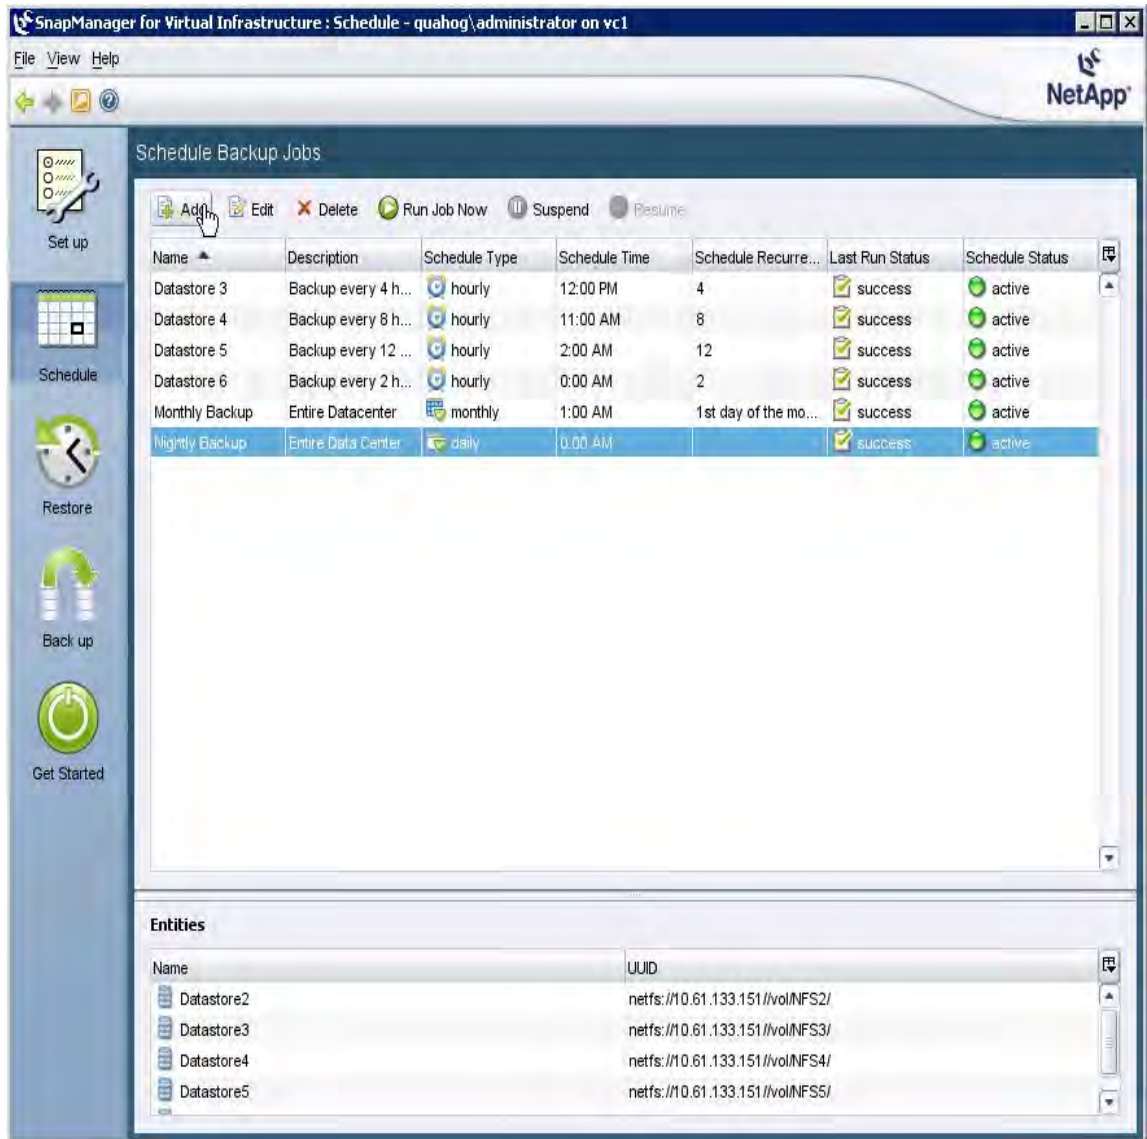 SnapManager for Virtual Infrastructure : Schedule - quahog\administrator on vc1
File View Help
NetApp
Schedule Backup Jobs
Add Edit Delete Run Job Now Suspend Resume
Set up
Schedule
Restore
Back up
Get Started
Name Description Schedule Type Schedule Time Schedule Recurre... Last Run Status Schedule Status
Datastore 3 Backup every 4 h... hourly 12:00 PM 4 success active
Datastore 4 Backup every 8 h... hourly 11:00 AM 8 success active
Datastore 5 Backup every 12 ... hourly 2:00 AM 12 success active
Datastore 6 Backup every 2 h... hourly 0:00 AM 2 success active
Monthly Backup Entire Datacenter monthly 1:00 AM 1st day of the mo... success active
Nightly Backup Entire Data Center daily 0:00 AM success active
Entities
Name UUID
Datastore2 netfs://10.61.133.151//vol/NFS2/
Datastore3 netfs://10.61.133.151//vol/NFS3/
Datastore4 netfs://10.61.133.151//vol/NFS4/
Datastore5 netfs://10.61.133.151//vol/NFS5/